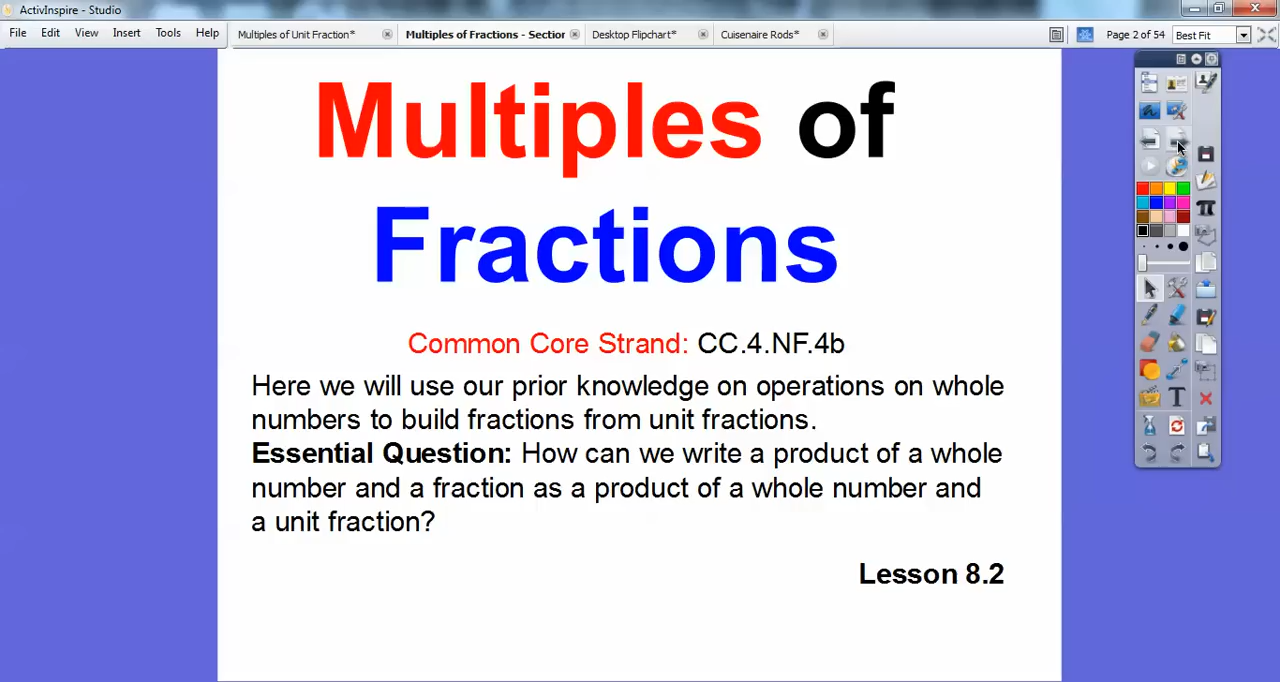 ActivInspire - Studio
File Edit View Insert Tools Help
Multiples of Unit Fraction* Multiples of Fractions - Section Desktop Flipchart* Cuisenaire Rods* Page 2 of 54 Best Fit
Multiples of
Fractions
Common Core Strand: CC.4.NF.4b
Here we will use our prior knowledge on operations on whole
numbers to build fractions from unit fractions.
Essential Question: How can we write a product of a whole
number and a fraction as a product of a whole number and
a unit fraction?
Lesson 8.2